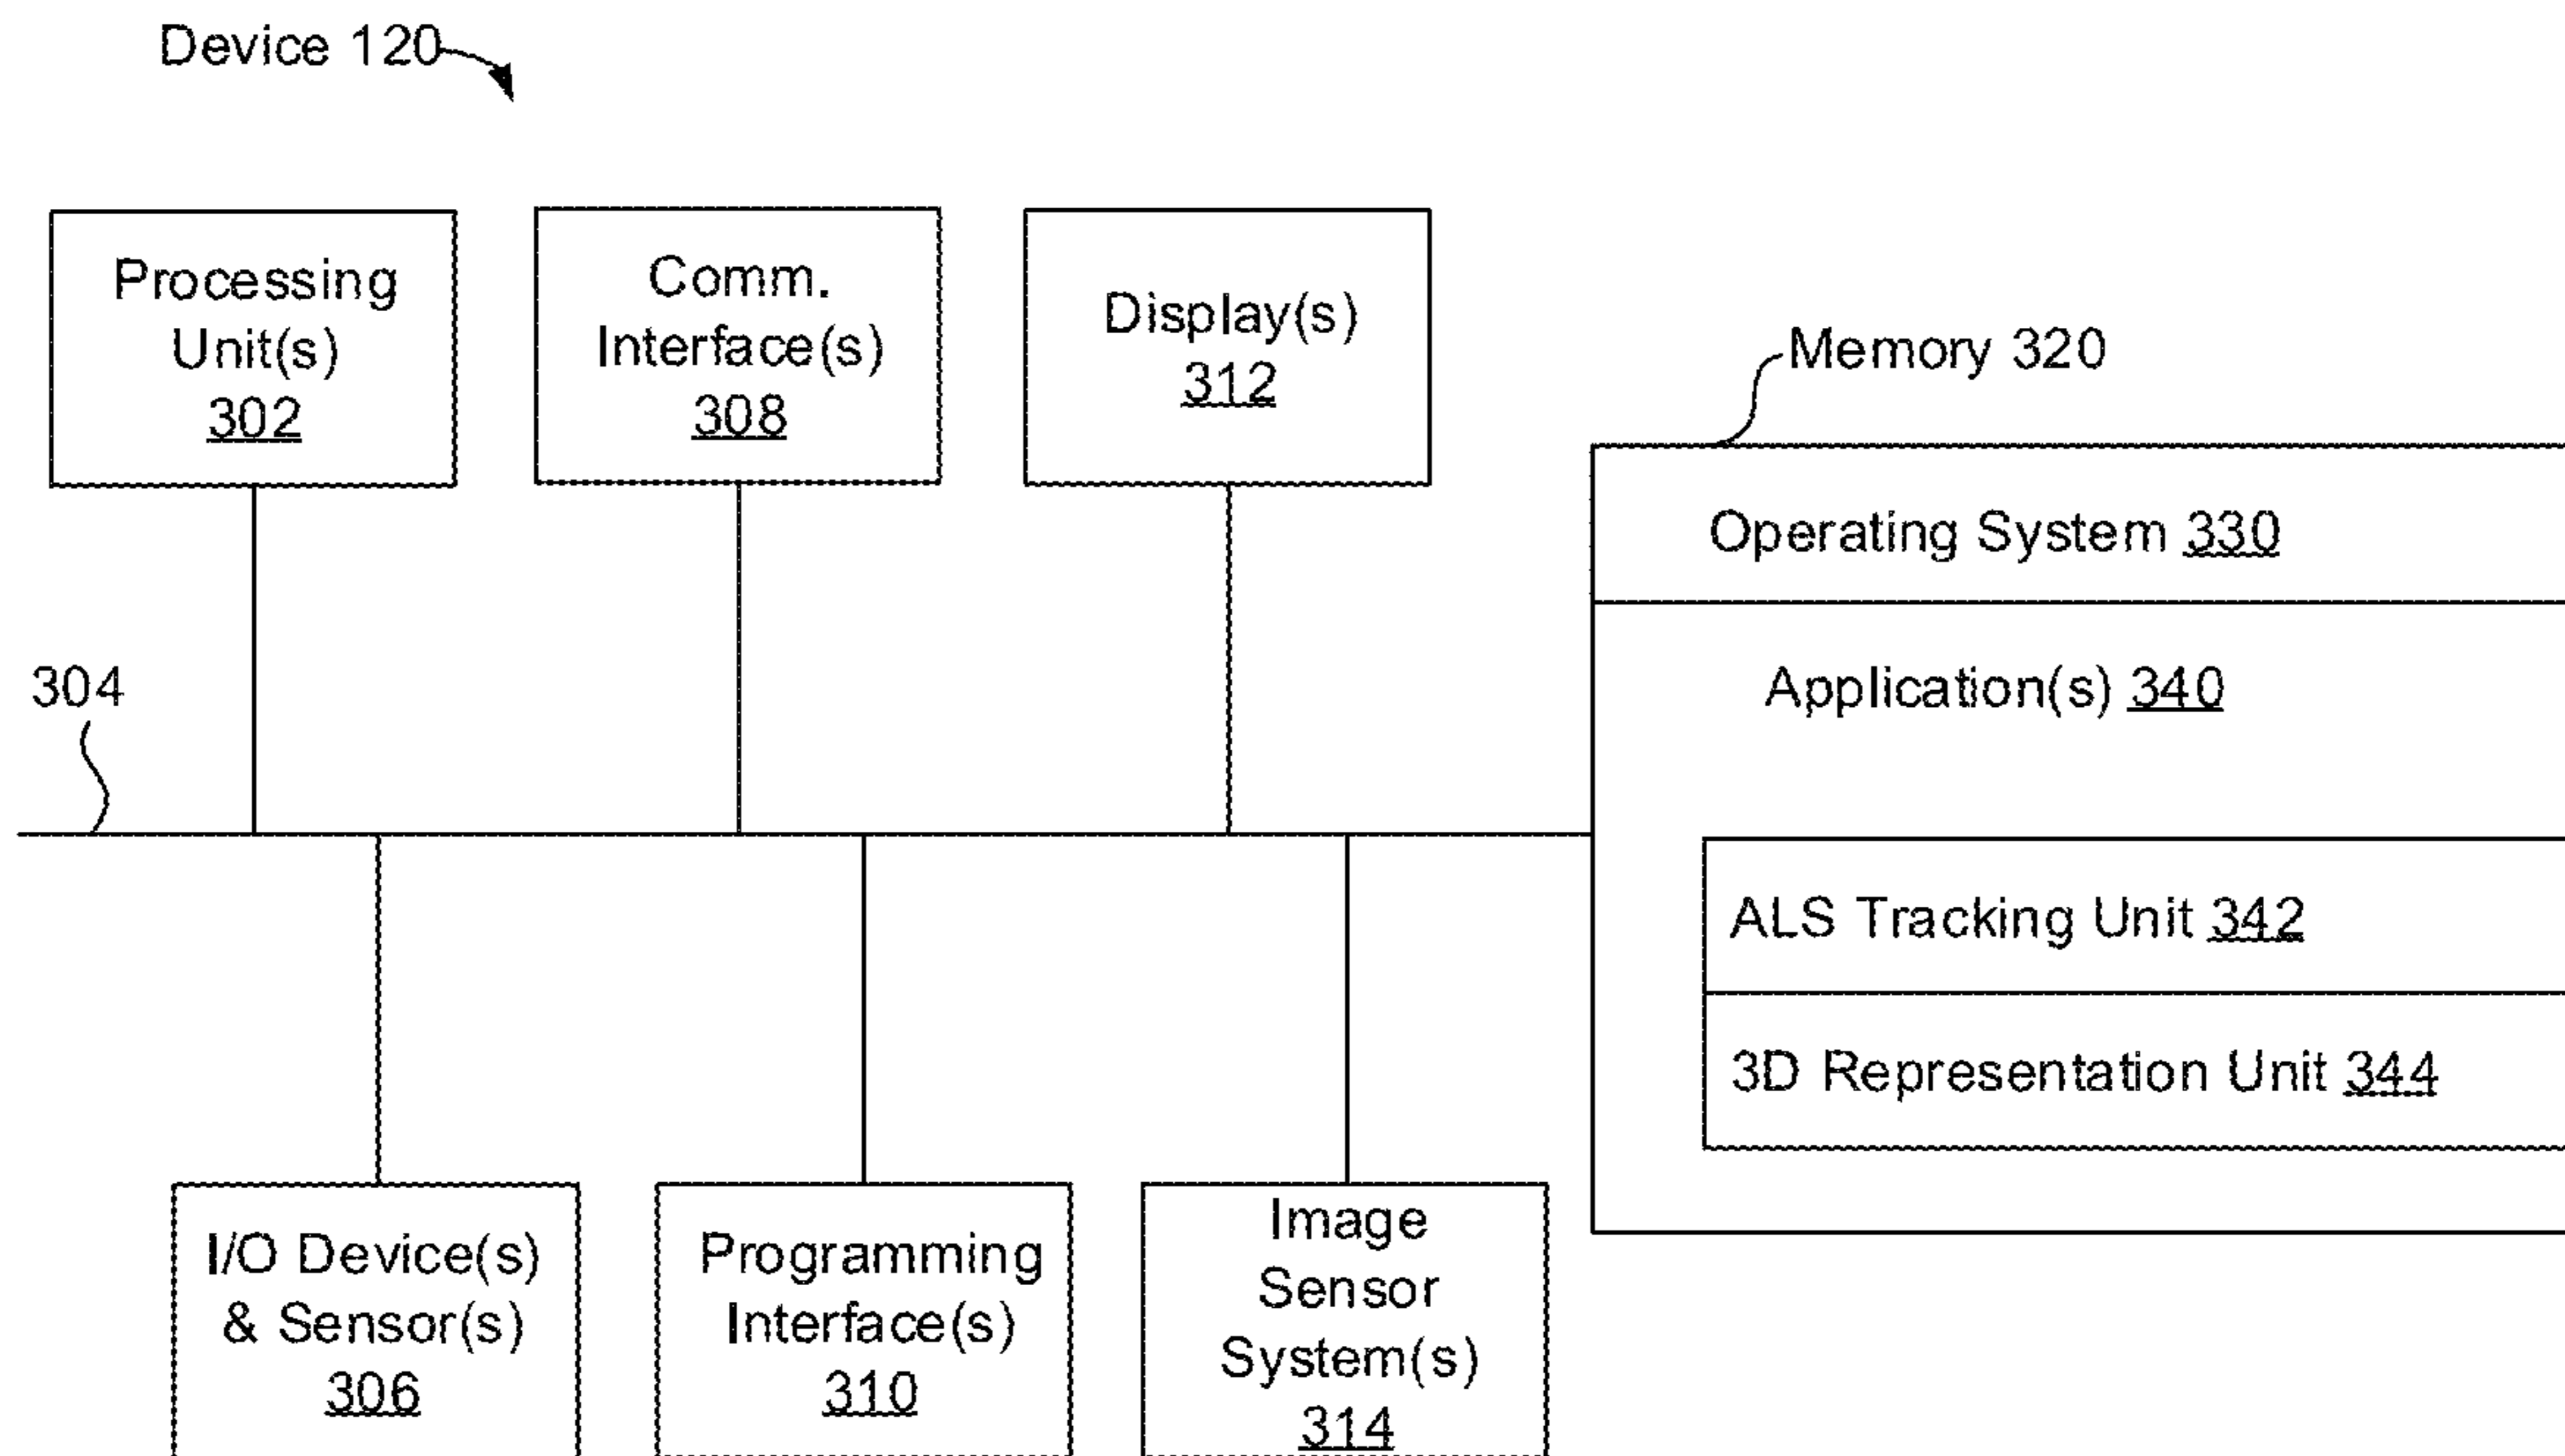 Device 120
Processing
Unit(s)
302
Comm.
Interface(s)
308
Display(s)
312
Memory 320
Operating System 330
Application(s) 340
304
ALS Tracking Unit 342
3D Representation Unit 344
I/O Device(s)
& Sensor(s)
306
Programming
Interface(s)
310
Image
Sensor
System(s)
314